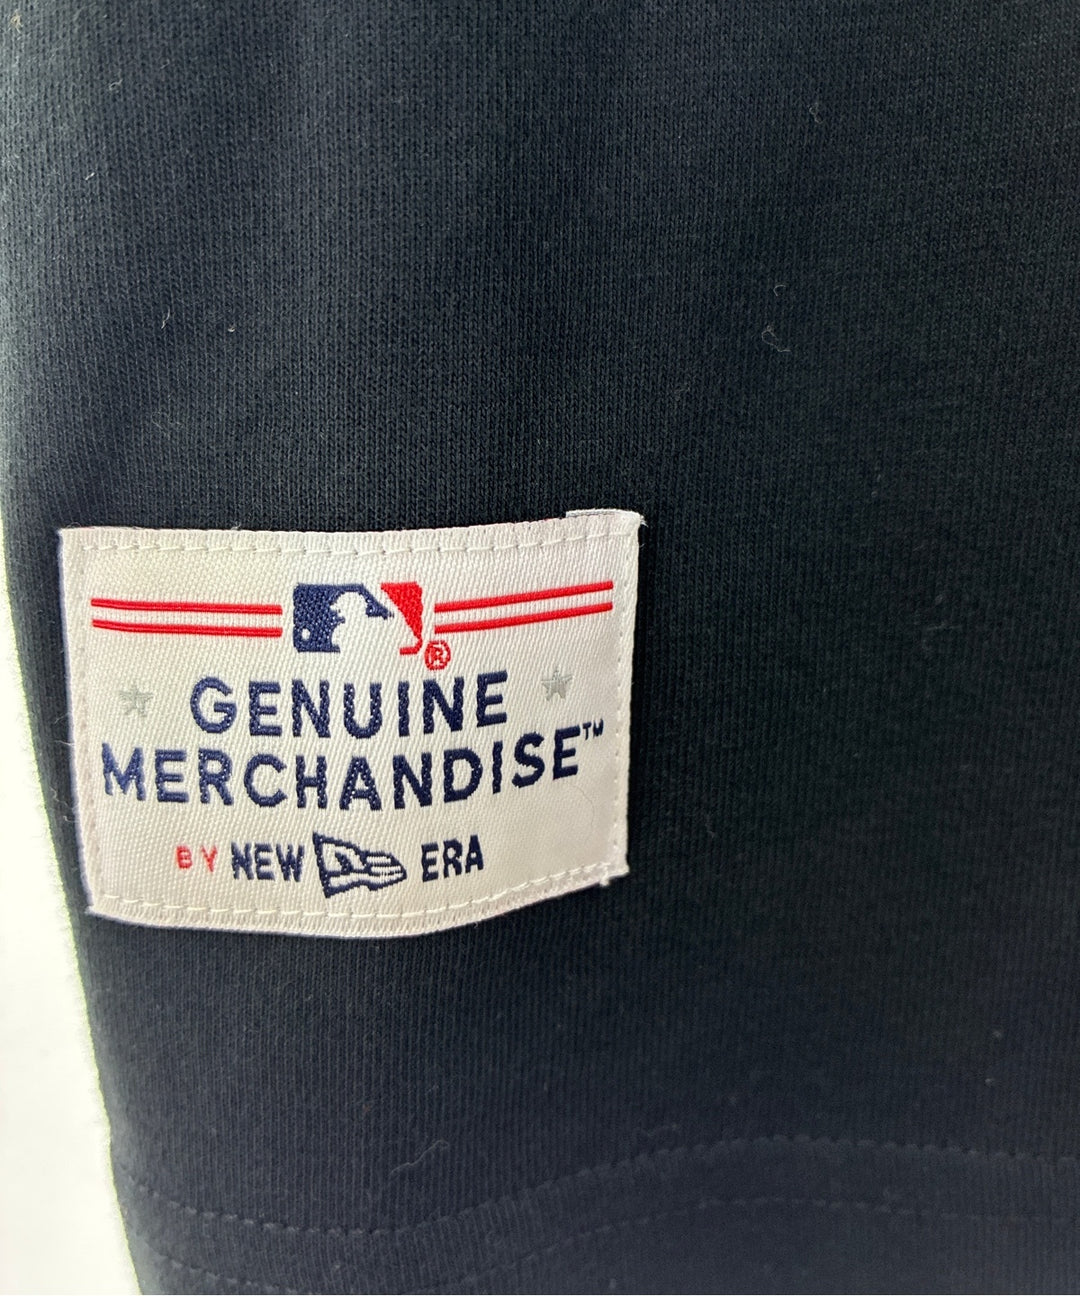 ®
GENUINE
MERCHANDISE™
BY NEW ERA